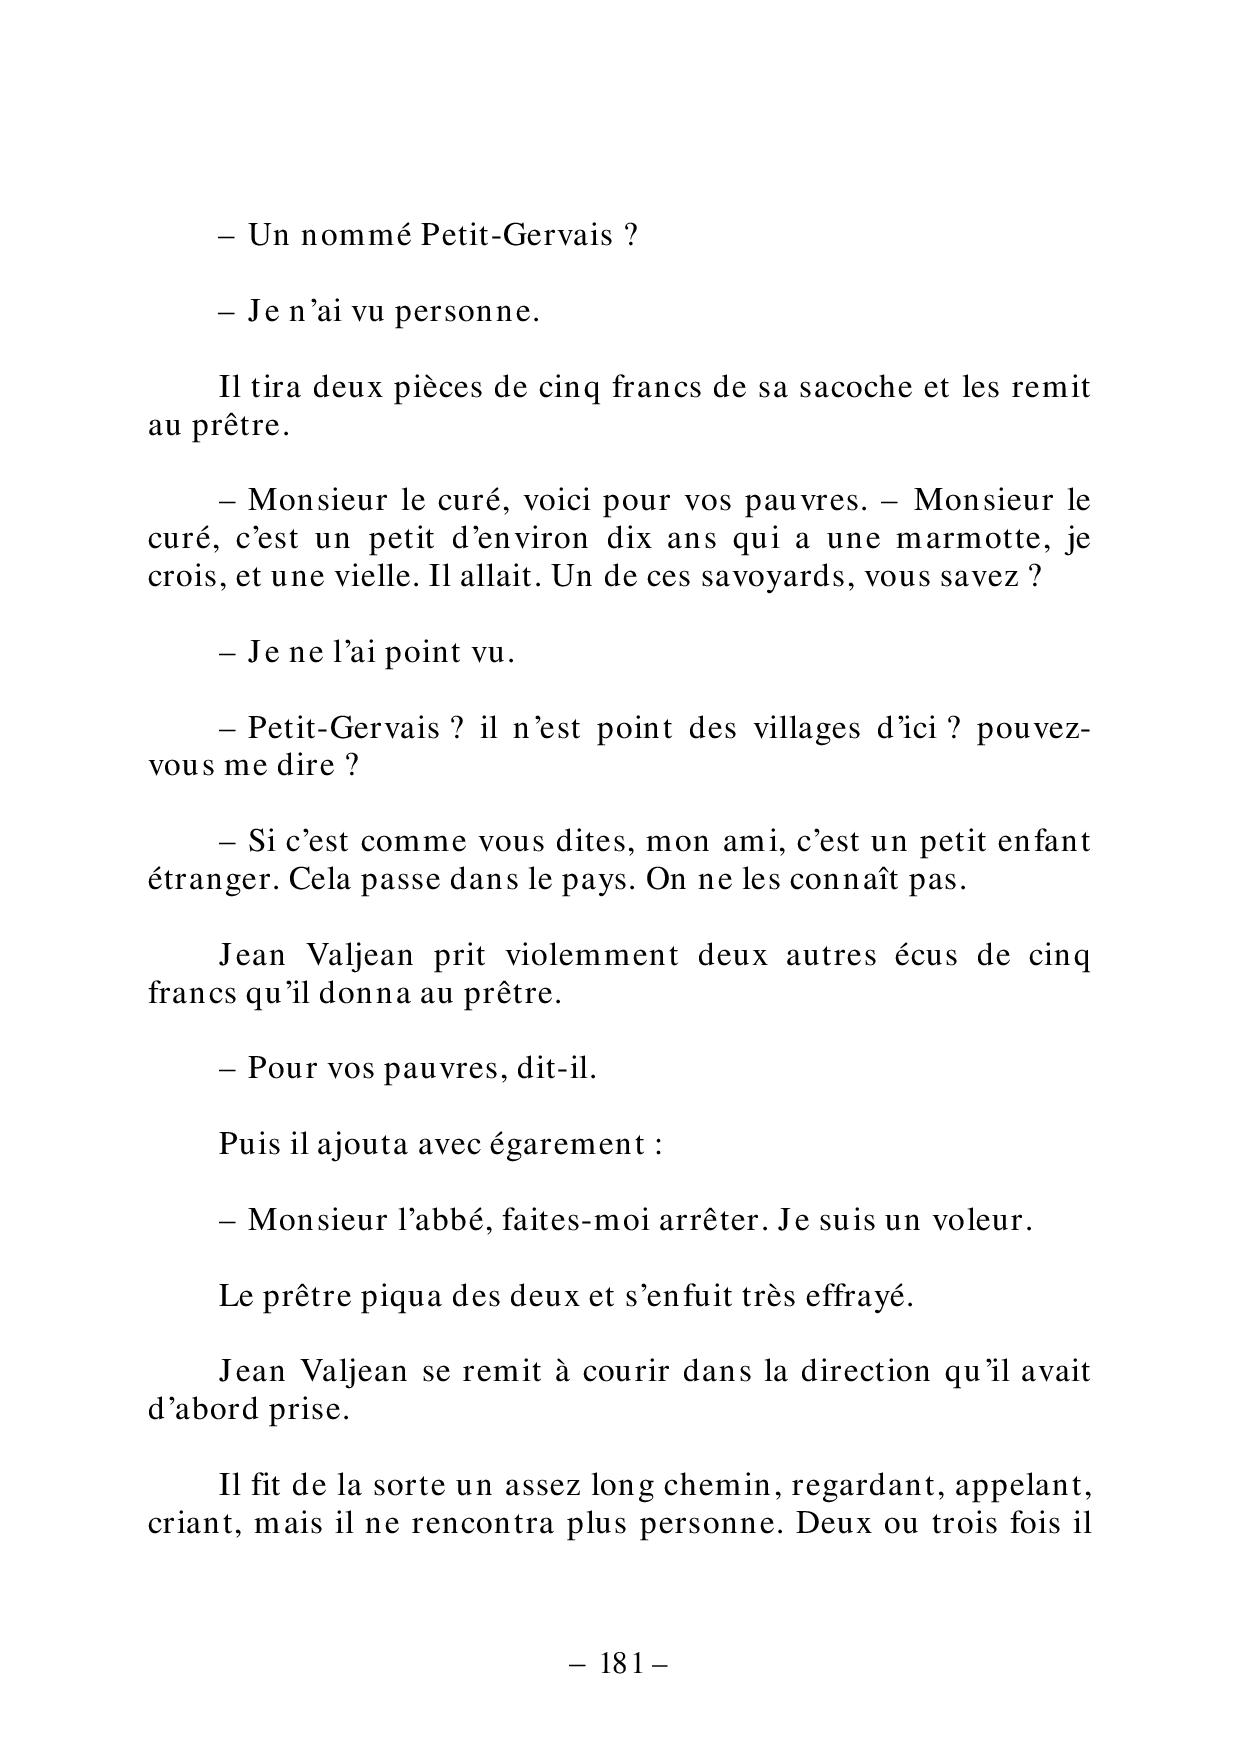 – Un nommé Petit-Gervais ?
– Je n’ai vu personne.
Il tira deux pièces de cinq francs de sa sacoche et les remit
au prêtre.
– Monsieur le curé, voici pour vos pauvres. – Monsieur le
curé, c’est un petit d’environ dix ans qui a une marmotte, je
crois, et une vielle. Il allait. Un de ces savoyards, vous savez ?
– Je ne l’ai point vu.
– Petit-Gervais ? il n’est point des villages d’ici ? pouvez-
vous me dire ?
– Si c’est comme vous dites, mon ami, c’est un petit enfant
étranger. Cela passe dans le pays. On ne les connaît pas.
Jean Valjean prit violemment deux autres écus de cinq
francs qu’il donna au prêtre.
– Pour vos pauvres, dit-il.
Puis il ajouta avec égarement :
– Monsieur l’abbé, faites-moi arrêter. Je suis un voleur.
Le prêtre piqua des deux et s’enfuit très effrayé.
Jean Valjean se remit à courir dans la direction qu’il avait
d’abord prise.
Il fit de la sorte un assez long chemin, regardant, appelant,
criant, mais il ne rencontra plus personne. Deux ou trois fois il
– 181 –